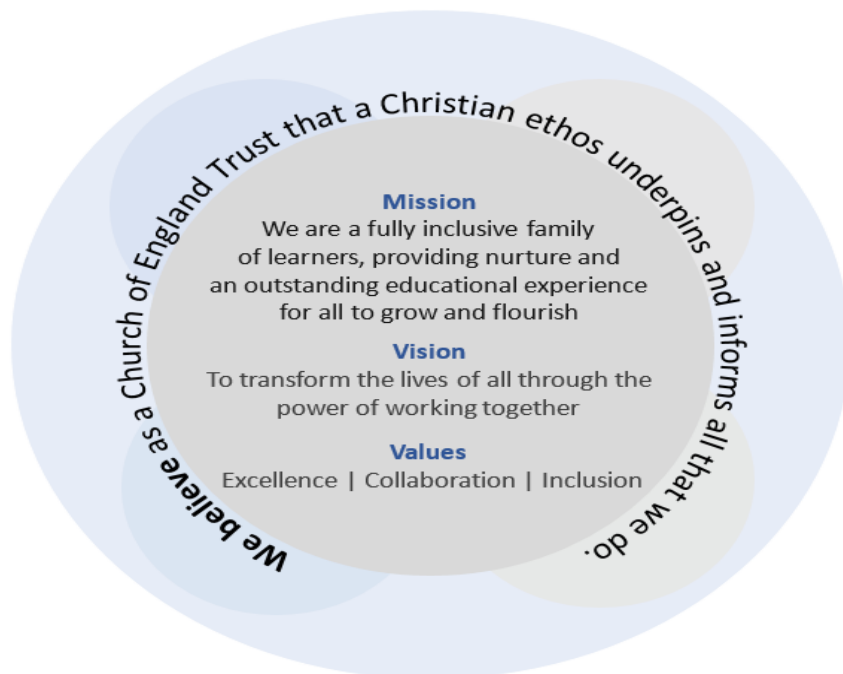 We believe as a Church of England Trust that a Christian ethos underpins and informs all that we do.
Mission
We are a fully inclusive family
of learners, providing nurture and
an outstanding educational experience
for all to grow and flourish
Vision
To transform the lives of all through the
power of working together
Values
Excellence | Collaboration | Inclusion